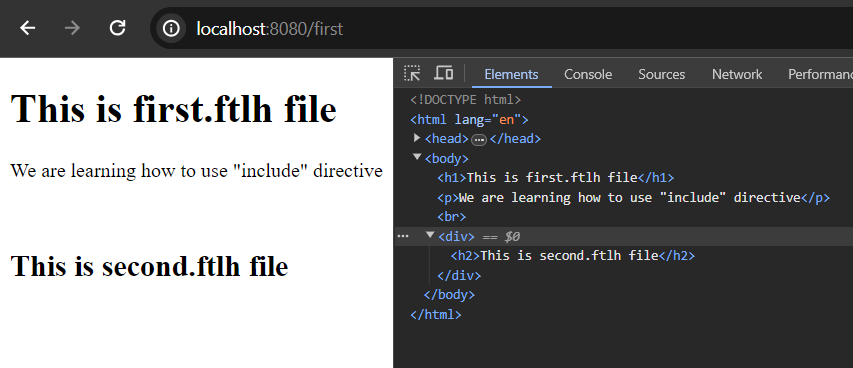 localhost:8080/first
This is first.ftlh file
We are learning how to use "include" directive
This is second.ftlh file
Elements Console Sources Network Performanc
<!DOCTYPE html>
<html lang="en">
<head> ⋯ </head>
<body>
<h1>This is first.ftlh file</h1>
<p>We are learning how to use "include" directive</p>
<br>
⋯ <div> == $0
<h2>This is second.ftlh file</h2>
</div>
</body>
</html>